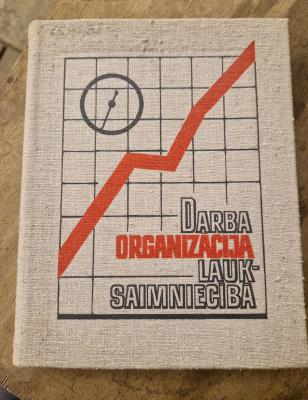 DARBA
ORGANIZĀCIJA
LAUK-
SAIMNIECĪBĀ